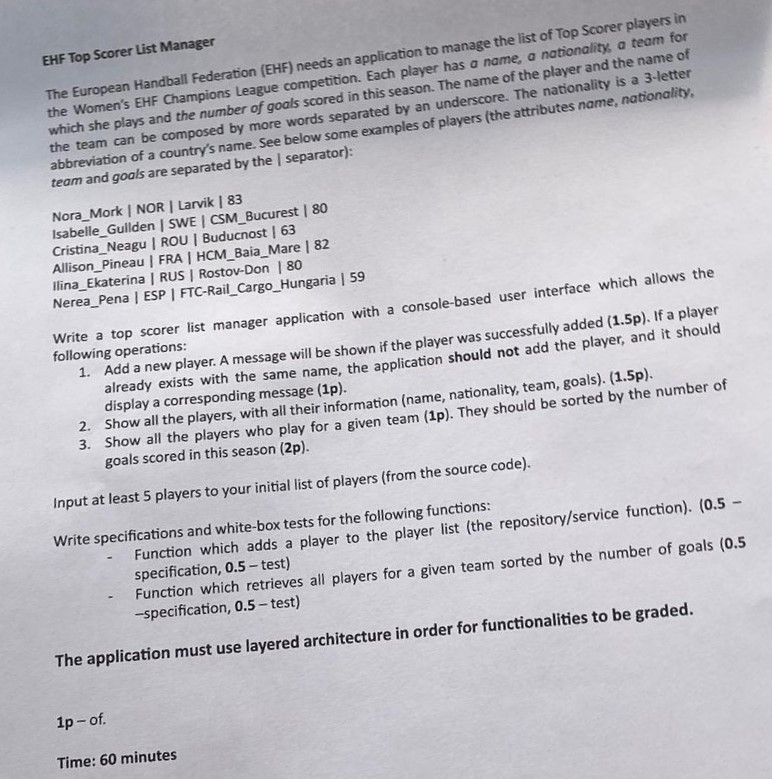 EHF Top Scorer List Manager
The European Handball Federation (EHF) needs an application to manage the list of Top Scorer players in
the Women's EHF Champions League competition. Each player has a name, a nationality, a team for
which she plays and the number of goals scored in this season. The name of the player and the name of
the team can be composed by more words separated by an underscore. The nationality is a 3-letter
abbreviation of a country's name. See below some examples of players (the attributes name, nationality,
team and goals are separated by the | separator):
Nora_Mork | NOR | Larvik | 83
Isabelle_Gullden | SWE | CSM_Bucurest | 80
Cristina_Neagu | ROU | Buducnost | 63
Allison_Pineau | FRA | HCM_Baia_Mare | 82
Ilina_Ekaterina | RUS | Rostov-Don | 80
Nerea_Pena | ESP | FTC-Rail_Cargo_Hungaria | 59
Write a top scorer list manager application with a console-based user interface which allows the
following operations:
1. Add a new player. A message will be shown if the player was successfully added (1.5p). If a player
already exists with the same name, the application should not add the player, and it should
display a corresponding message (1p).
2. Show all the players, with all their information (name, nationality, team, goals). (1.5p).
3. Show all the players who play for a given team (1p). They should be sorted by the number of
goals scored in this season (2p).
Input at least 5 players to your initial list of players (from the source code).
Write specifications and white-box tests for the following functions:
- Function which adds a player to the player list (the repository/service function). (0.5 –
specification, 0.5 – test)
- Function which retrieves all players for a given team sorted by the number of goals (0.5
–specification, 0.5 – test)
The application must use layered architecture in order for functionalities to be graded.
1p – of.
Time: 60 minutes